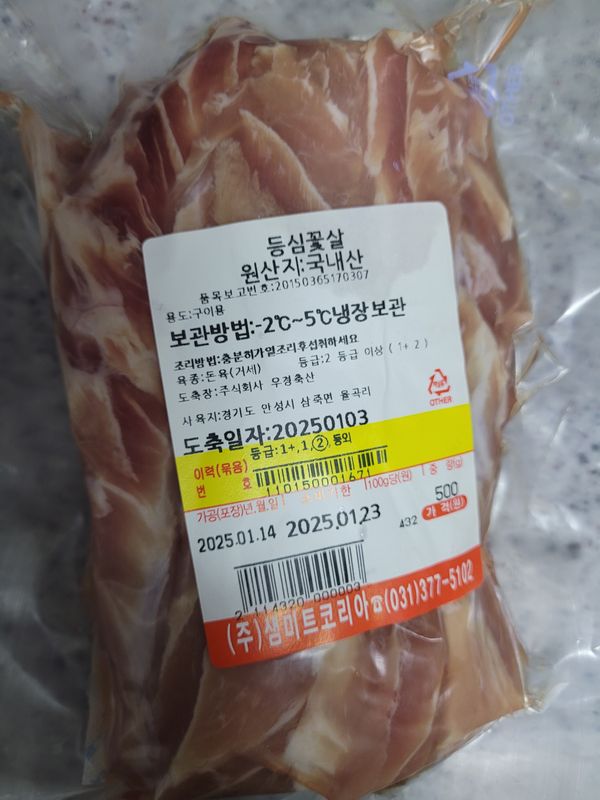 등심꽃살
원산지:국내산
품목보고번호:20150365170307
용도:구이용
보관방법:-2℃~5℃냉장보관
조리방법:충분히가열조리후섭취하세요
육종:돈육(거세) 등급:2 등급 이상 ( 1+ 2 )
도축장:주식회사 우경축산
사육지:경기도 안성시 삼죽면 율곡리
OTHER
도축일자:20250103
등급:1+,1,②,등외
이력(묶음)
번 호
110150001671
가공(포장)년.월.일 100g당(원) 중 량(g)
500
2025.01.14 2025.01.23 432 가 격(원)
2114320 000003
(주)샘미트코리아☎(031)377-5102